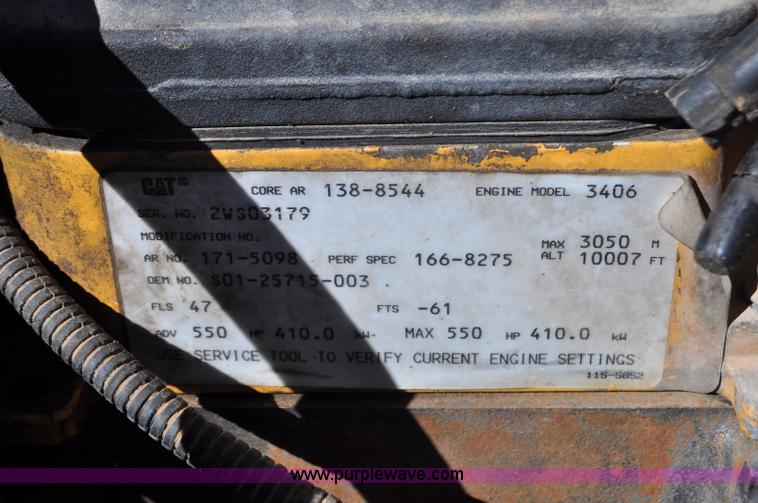 CAT® CORE AR 138-8544 ENGINE MODEL 3406
SER. NO. 2WS03179
MODIFICATION NO.
AR NO. 171-5098 PERF SPEC 166-8275 MAX 3050 M
ALT 10007 FT
OEM NO. S01-25715-003
FLS 47 FTS -61
ADV 550 HP 410.0 kW MAX 550 HP 410.0 kW
USE SERVICE TOOL TO VERIFY CURRENT ENGINE SETTINGS
115-5852
www.purplewave.com